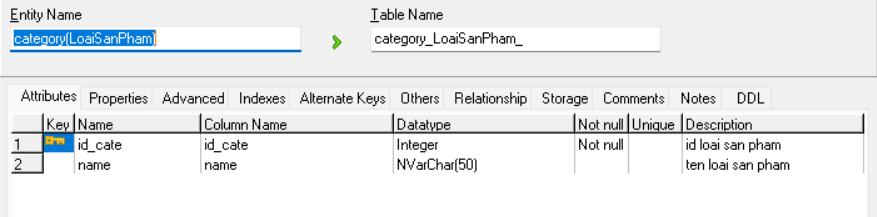 Entity Name Table Name
category(LoaiSanPham) category_LoaiSanPham_
Attributes Properties Advanced Indexes Alternate Keys Others Relationship Storage Comments Notes DDL
Key Name Column Name Datatype Not null Unique Description
1 id_cate id_cate Integer Not null id loai san pham
2 name name NVarChar(50) ten loai san pham